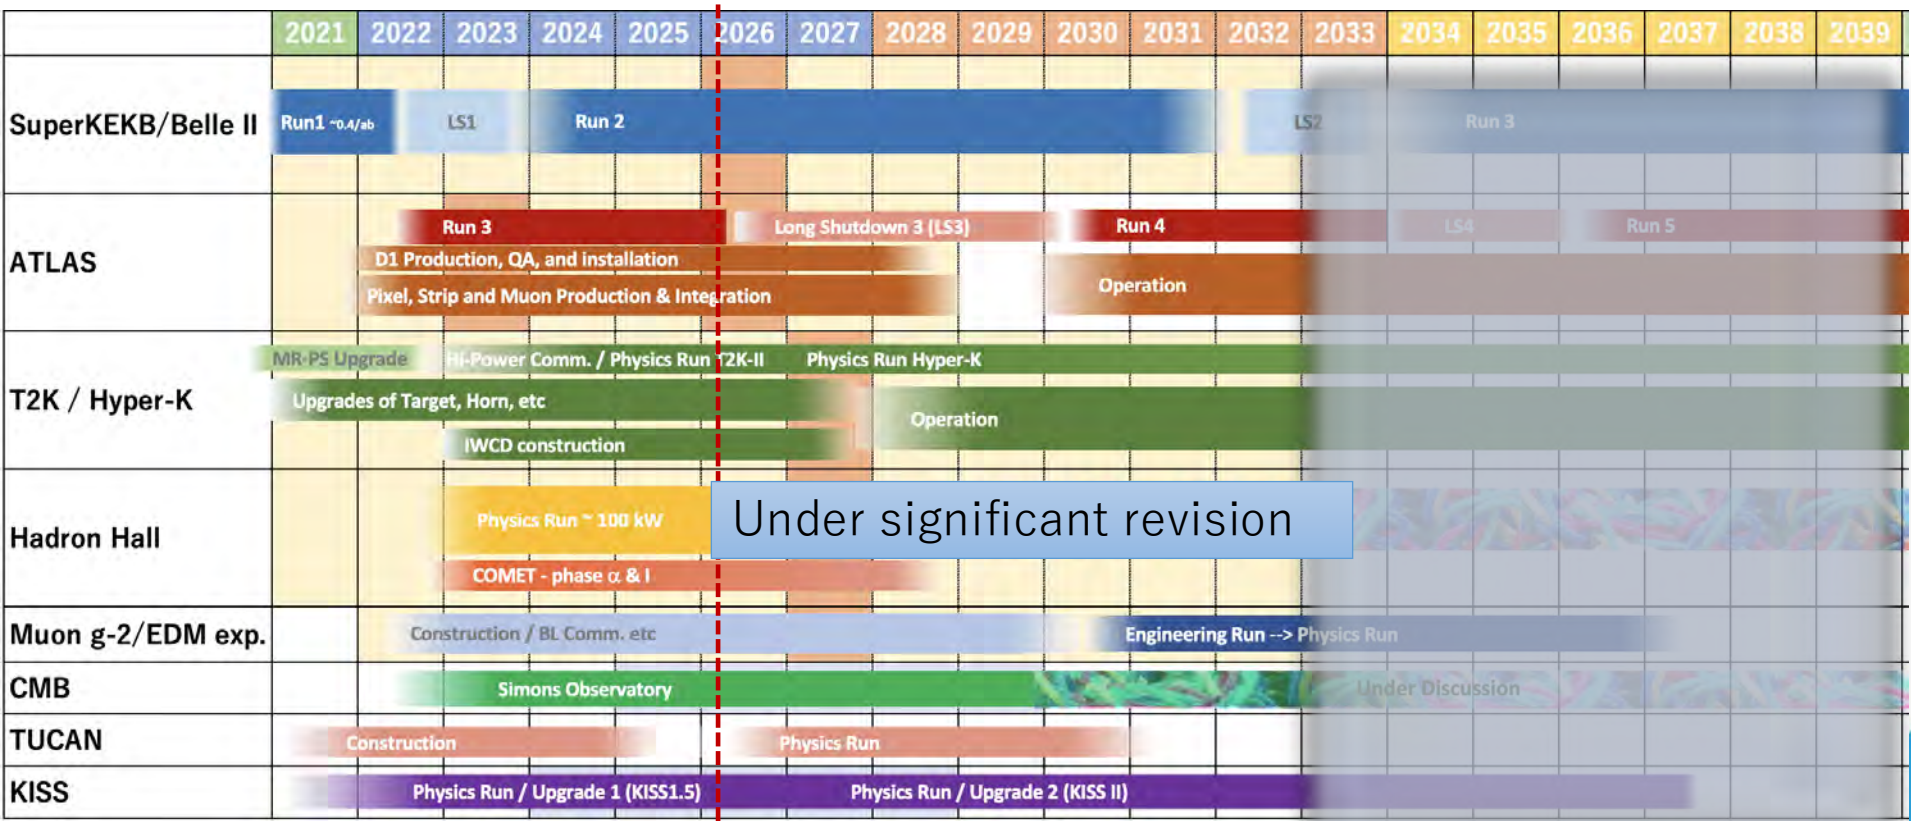 2021 2022 2023 2024 2025 2026 2027 2028 2029 2030 2031 2032 2033 2034 2035 2036 2037 2038 2039
SuperKEKB/Belle II Run1 ~0.4/ab LS1 Run 2 LS2 Run 3
ATLAS
Run 3 Long Shutdown 3 (LS3) Run 4 LS4 Run 5
D1 Production, QA, and installation
Pixel, Strip and Muon Production & Integration
Operation
T2K / Hyper-K
MR-PS Upgrade Hi-Power Comm. / Physics Run T2K-II Physics Run Hyper-K
Upgrades of Target, Horn, etc
Operation
IWCD construction
Hadron Hall
Physics Run ~ 100 kW
Under significant revision
COMET - phase α & I
Muon g-2/EDM exp. Construction / BL Comm. etc Engineering Run --> Physics Run
CMB Simons Observatory Under Discussion
TUCAN Construction Physics Run
KISS Physics Run / Upgrade 1 (KISS1.5) Physics Run / Upgrade 2 (KISS II)